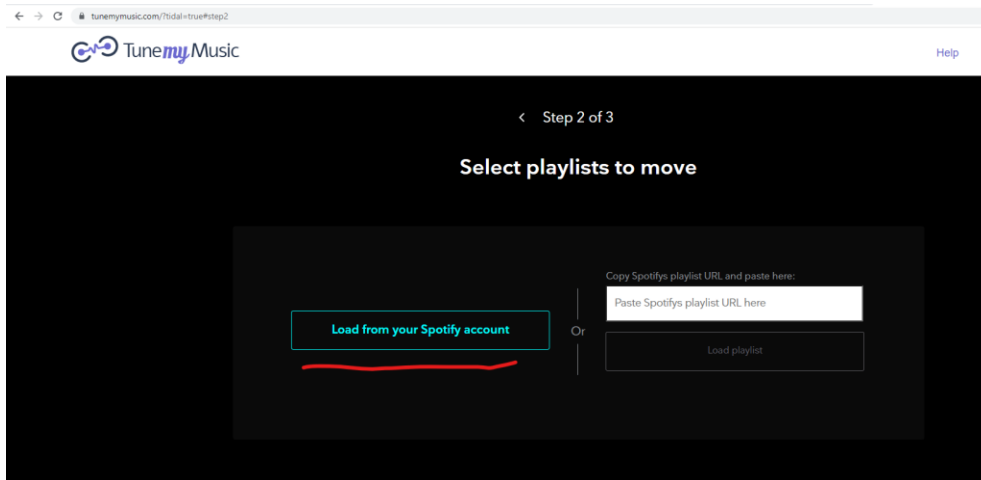 tunemymusic.com/?tidal=true#step2
TunemyMusic
Help
< Step 2 of 3
Select playlists to move
Load from your Spotify account
Or
Copy Spotifys playlist URL and paste here:
Paste Spotifys playlist URL here
Load playlist